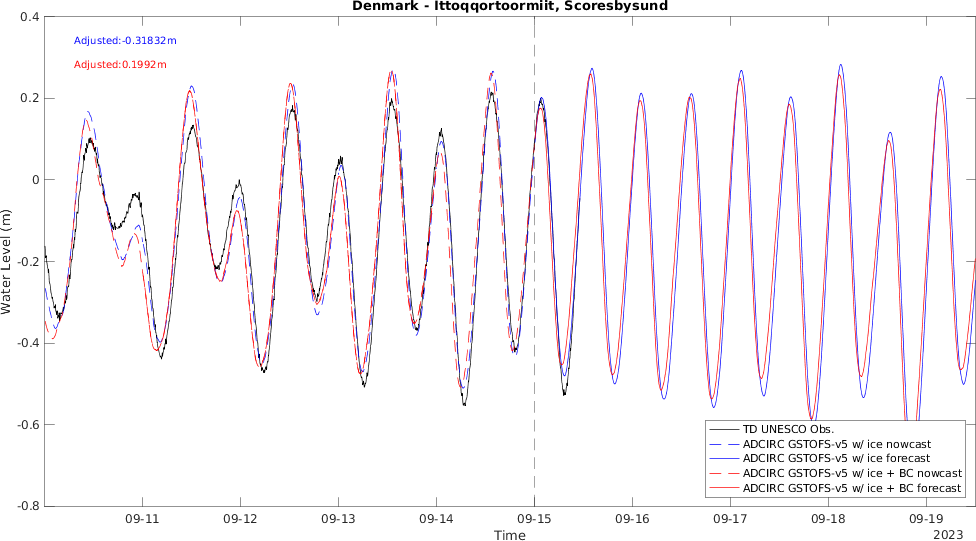 Denmark - Ittoqqortoormiit, Scoresbysund
Adjusted:-0.31832m
Adjusted:0.1992m
0.4
0.2
0
-0.2
-0.4
-0.6
-0.8
Water Level (m)
TD UNESCO Obs.
ADCIRC GSTOFS-v5 w/ ice nowcast
ADCIRC GSTOFS-v5 w/ ice forecast
ADCIRC GSTOFS-v5 w/ ice + BC nowcast
ADCIRC GSTOFS-v5 w/ ice + BC forecast
09-11 09-12 09-13 09-14 09-15 09-16 09-17 09-18 09-19
Time
2023